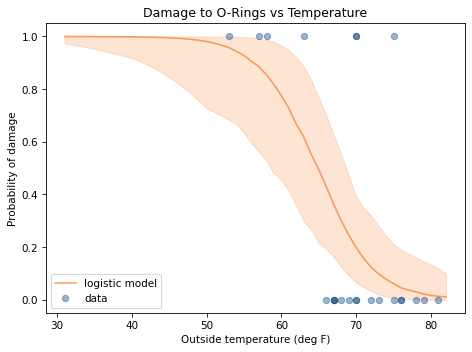 Damage to O-Rings vs Temperature
Probability of damage
1.0
0.8
0.6
0.4
0.2
0.0
logistic model
data
30
40
50
60
70
80
Outside temperature (deg F)